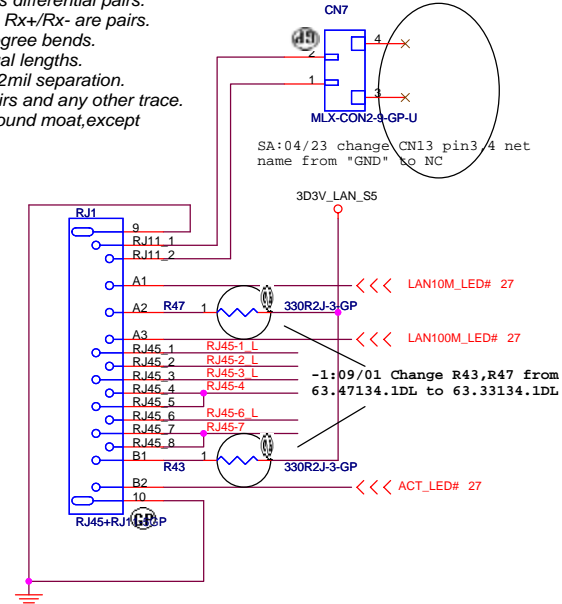 s differential pairs.
Rx+/Rx- are pairs.
egree bends.
al lengths.
2mil separation.
irs and any other trace.
ound moat,except
CN7
4
2
1
3
MLX-CON2-9-GP-U
SA:04/23 change CN13 pin3,4 net
name from "GND" to NC
3D3V_LAN_S5
RJ1
9
RJ11_1
RJ11_2
A1
LAN10M_LED# 27
A2
R47
1
330R2J-3-GP
A3
LAN100M_LED# 27
RJ45_1
RJ45-1_L
RJ45_2
RJ45-2_L
RJ45_3
RJ45-3_L
RJ45_4
RJ45-4
RJ45_5
RJ45_6
RJ45-6_L
RJ45_7
RJ45-7
RJ45_8
-1:09/01 Change R43,R47 from
63.47134.1DL to 63.33134.1DL
B1
R43
1
330R2J-3-GP
B2
ACT_LED# 27
10
GP